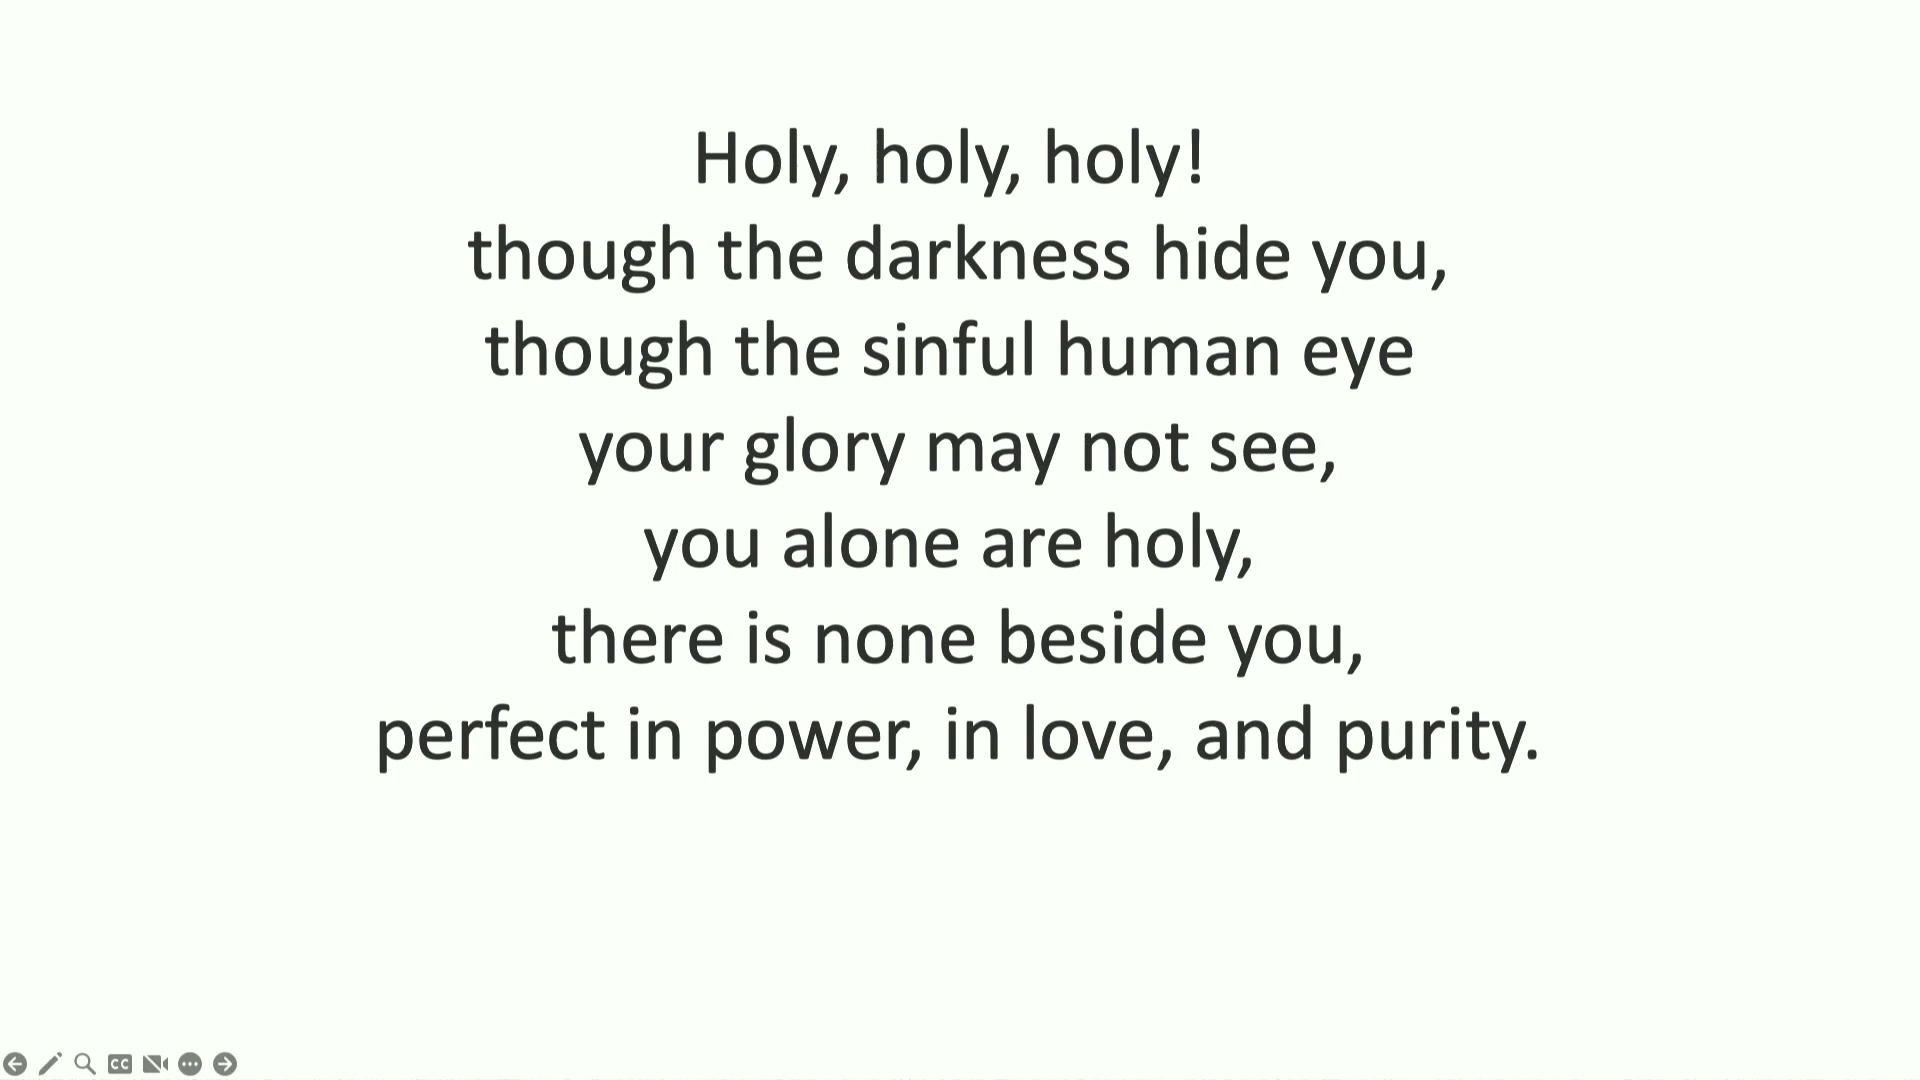 Holy, holy, holy!
though the darkness hide you,
though the sinful human eye
your glory may not see,
you alone are holy,
there is none beside you,
perfect in power, in love, and purity.
CC